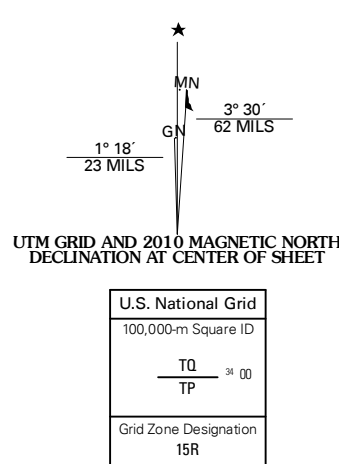 MN
3° 30´
62 MILS
GN
1° 18´
23 MILS
UTM GRID AND 2010 MAGNETIC NORTH
DECLINATION AT CENTER OF SHEET
U.S. National Grid
100,000-m Square ID
TQ
34 00
TP
Grid Zone Designation
15R